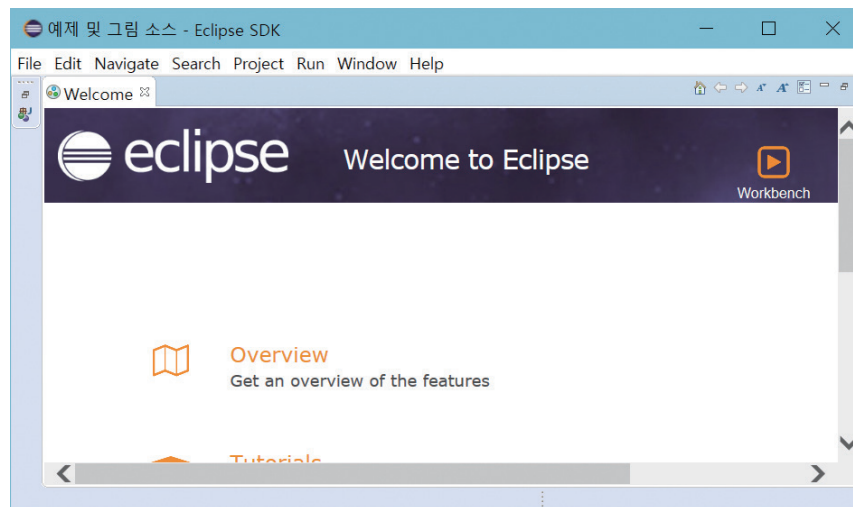 예제 및 그림 소스 - Eclipse SDK
File Edit Navigate Search Project Run Window Help
Welcome
eclipse Welcome to Eclipse
Workbench
Overview
Get an overview of the features
Tutorials